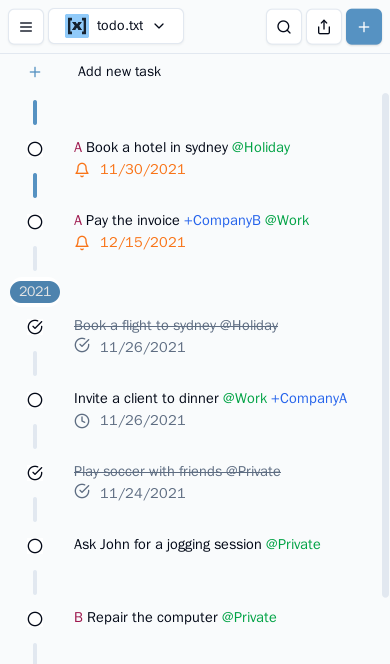 [x] todo.txt
Add new task
A Book a hotel in sydney @Holiday
11/30/2021
A Pay the invoice +CompanyB @Work
12/15/2021
2021
Book a flight to sydney @Holiday
11/26/2021
Invite a client to dinner @Work +CompanyA
11/26/2021
Play soccer with friends @Private
11/24/2021
Ask John for a jogging session @Private
B Repair the computer @Private